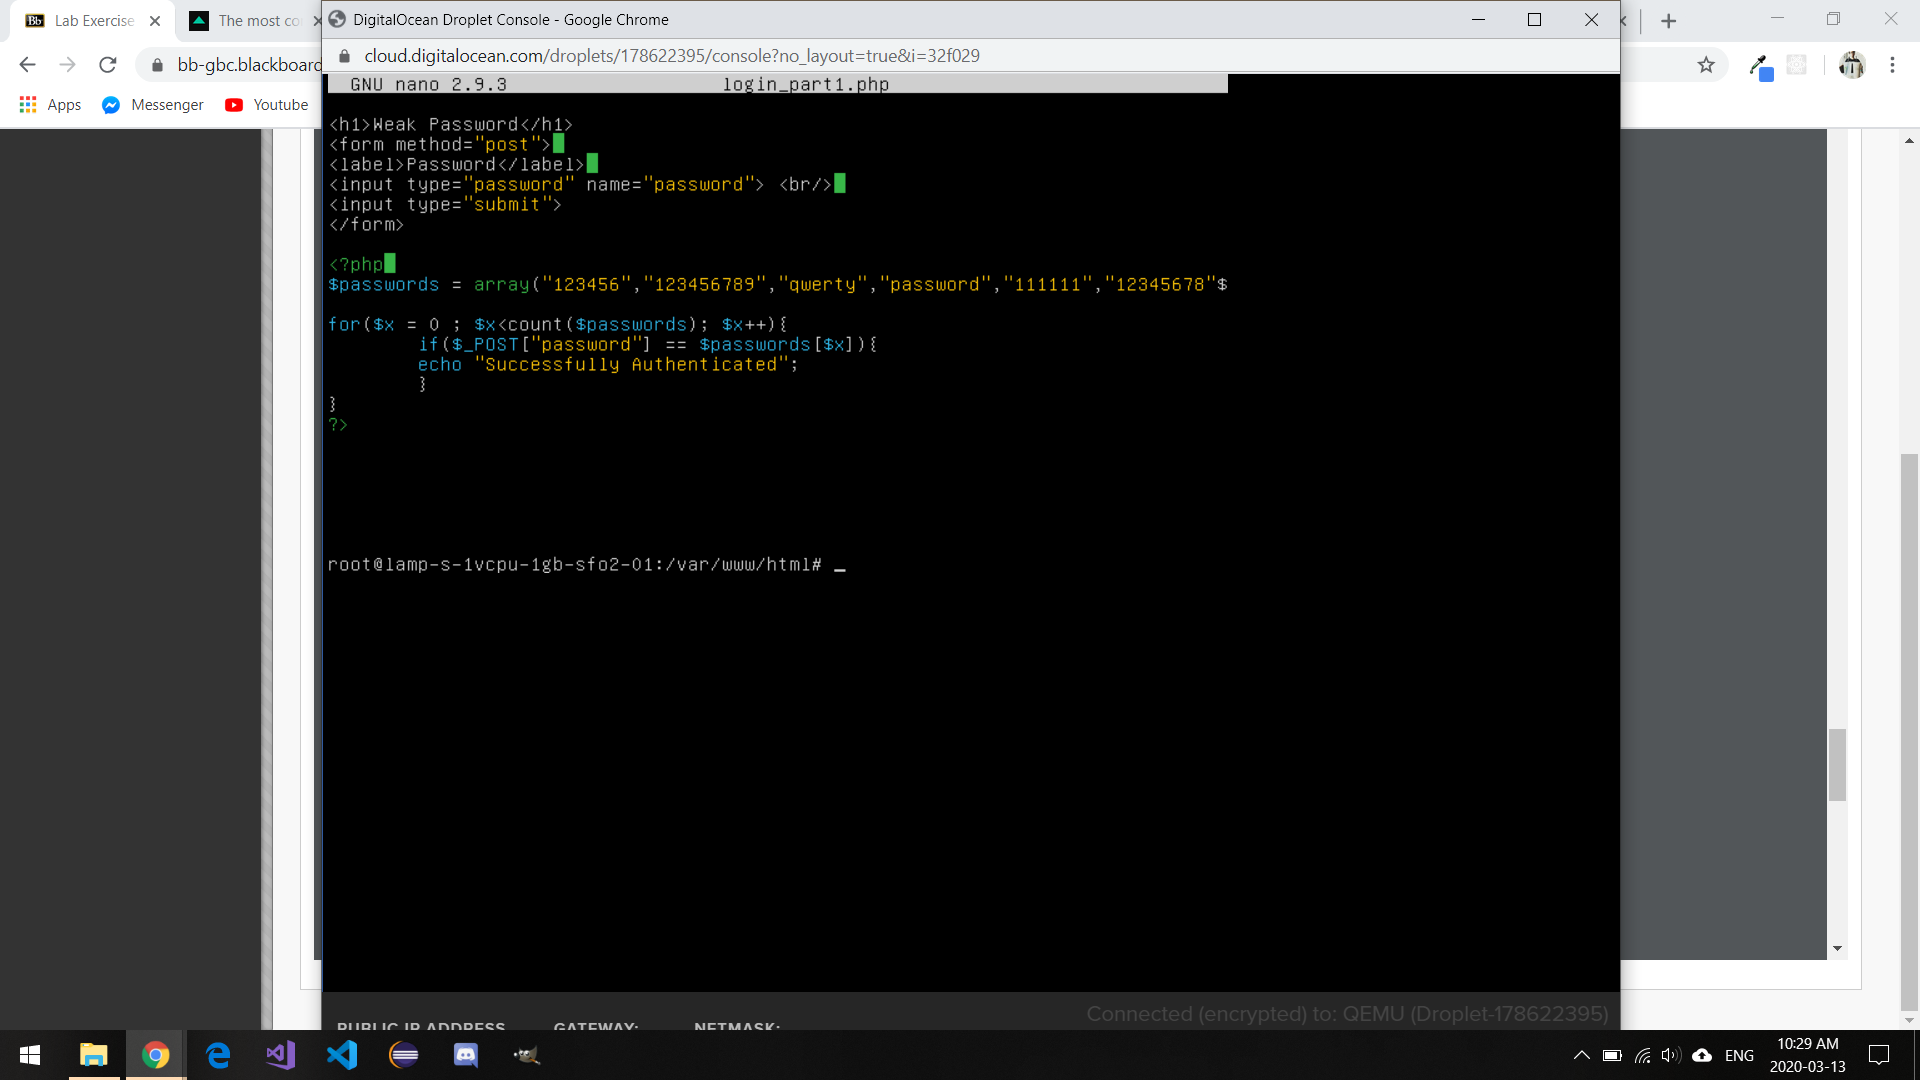 Lab Exercise
The most co
DigitalOcean Droplet Console - Google Chrome
bb-gbc.blackboard
cloud.digitalocean.com/droplets/178622395/console?no_layout=true&i=32f029
Apps
Messenger
Youtube
GNU nano 2.9.3 login_part1.php
<h1>Weak Password</h1>
<form method="post">
<label>Password</label>
<input type="password" name="password"> <br/>
<input type="submit">
</form>
<?php
$passwords = array("123456","123456789","qwerty","password","111111","12345678"$
for($x = 0 ; $x<count($passwords); $x++){
if($_POST["password"] == $passwords[$x]){
echo "Successfully Authenticated";
}
}
?>
root@lamp-s-1vcpu-1gb-sfo2-01:/var/www/html# _
Connected (encrypted) to: QEMU (Droplet-178622395)
PUBLIC IP ADDRESS GATEWAY: NETMASK:
ENG
10:29 AM
2020-03-13